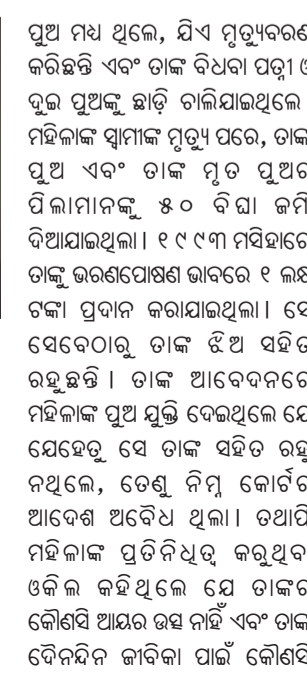 ପୁଅ ମଧ୍ୟ ଥିଲେ, ଯିଏ ମୃତ୍ୟୁବରଣ
କରିଛନ୍ତି ଏବଂ ତାଙ୍କ ବିଧବା ପତ୍ନୀ ଓ
ଦୁଇ ପୁଅଙ୍କୁ ଛାଡ଼ି ଚାଲିଯାଇଥିଲେ
ମହିଳାଙ୍କ ସ୍ୱାମୀଙ୍କ ମୃତ୍ୟୁ ପରେ, ତାଙ୍କ
ପୁଅ ଏବଂ ତାଙ୍କ ମୃତ ପୁଅର
ପିଲାମାନଙ୍କୁ ୫୦ ବିଘା ଜମି
ଦିଆଯାଇଥିଲା। ୧୯୯୩ ମସିହାରେ
ତାଙ୍କୁ ଭରଣପୋଷଣ ଭାବରେ ୧ ଲକ୍ଷ
ଟଙ୍କା ପ୍ରଦାନ କରାଯାଇଥିଲା। ସେ
ସେବେଠାରୁ ତାଙ୍କ ଝିଅ ସହିତ
ରହୁଛନ୍ତି। ତାଙ୍କ ଆବେଦନରେ
ମହିଳାଙ୍କ ପୁଅ ଯୁକ୍ତି ଦେଇଥିଲେ ଯେ
ଯେହେତୁ ସେ ତାଙ୍କ ସହିତ ରହୁ
ନଥିଲେ, ତେଣୁ ନିମ୍ନ କୋର୍ଟର
ଆଦେଶ ଅବୈଧ ଥିଲା। ତଥାପି
ମହିଳାଙ୍କ ପ୍ରତିନିଧିତ୍ୱ କରୁଥିବ
ଓକିଲ କହିଥିଲେ ଯେ ତାଙ୍କର
କୌଣସି ଆୟର ଉତ୍ସ ନାହିଁ ଏବଂ ତାଙ୍କ
ଦୈନନ୍ଦିନ ଜୀବିକା ପାଇଁ କୌଣସି